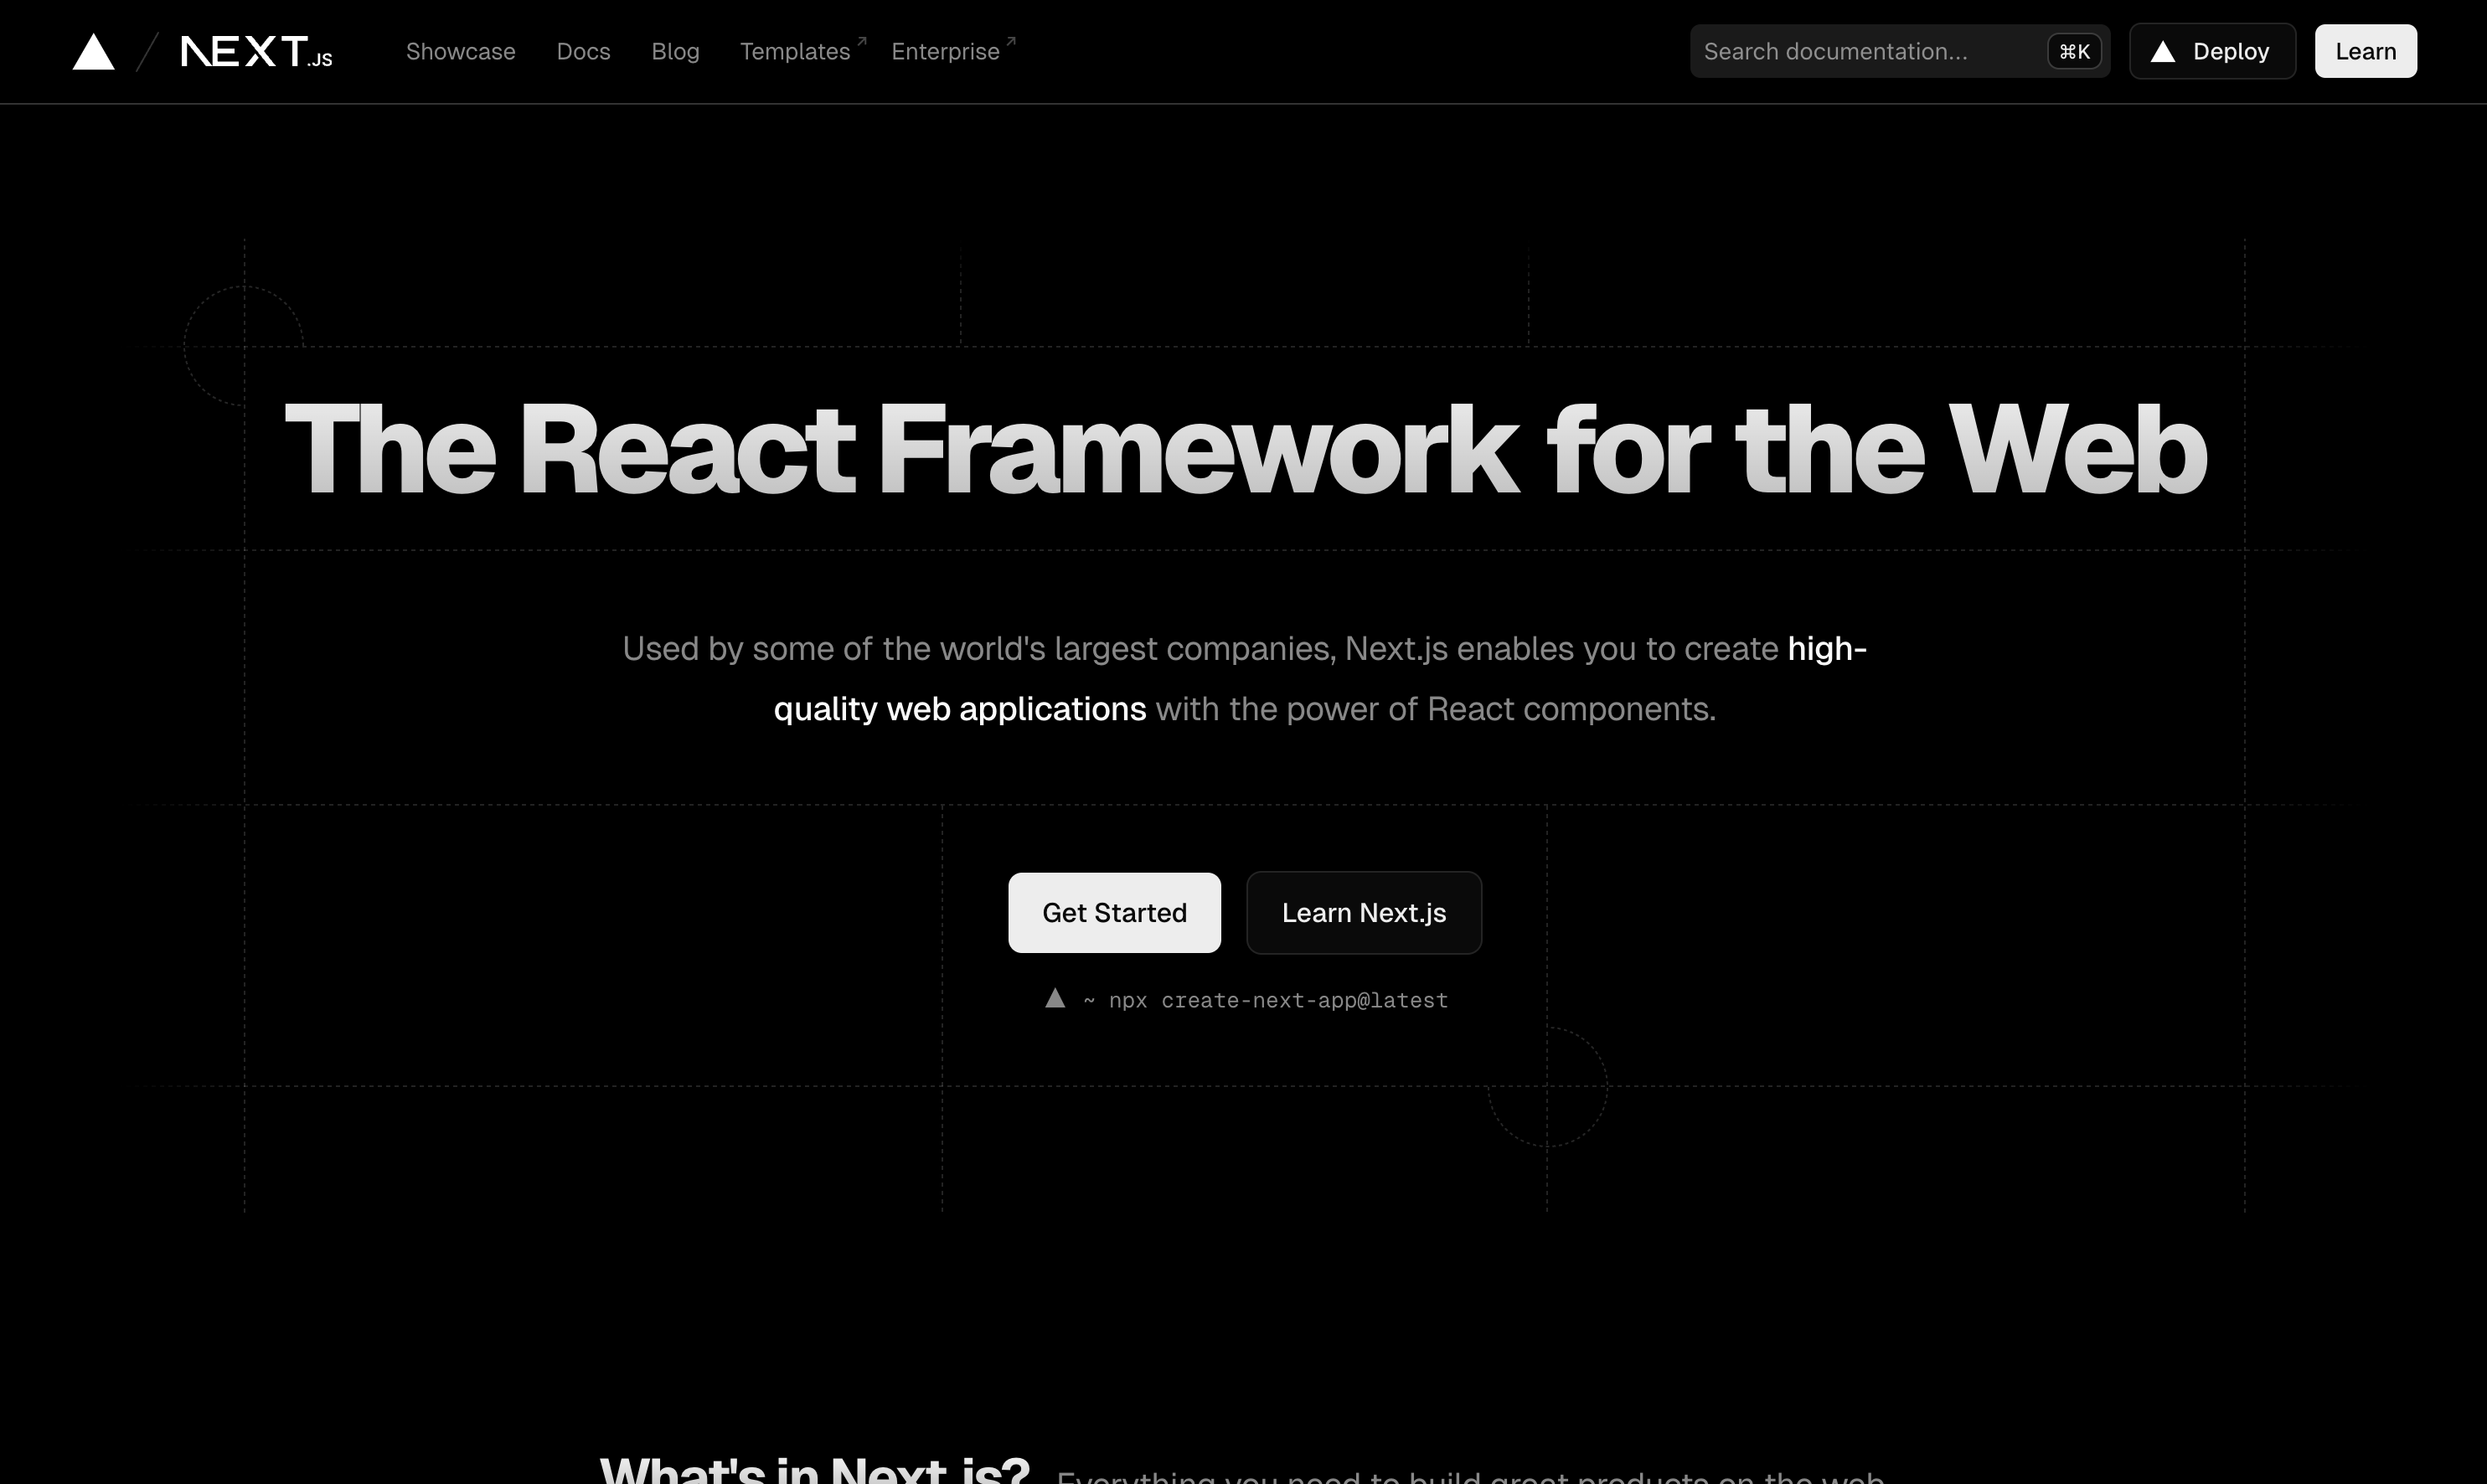 NEXT.JS
Showcase Docs Blog Templates Enterprise
Search documentation... ⌘K
Deploy
Learn
The React Framework for the Web
Used by some of the world's largest companies, Next.js enables you to create high-
quality web applications with the power of React components.
Get Started
Learn Next.js
~ npx create-next-app@latest
What's in Next.js? Everything you need to build great products on the web.